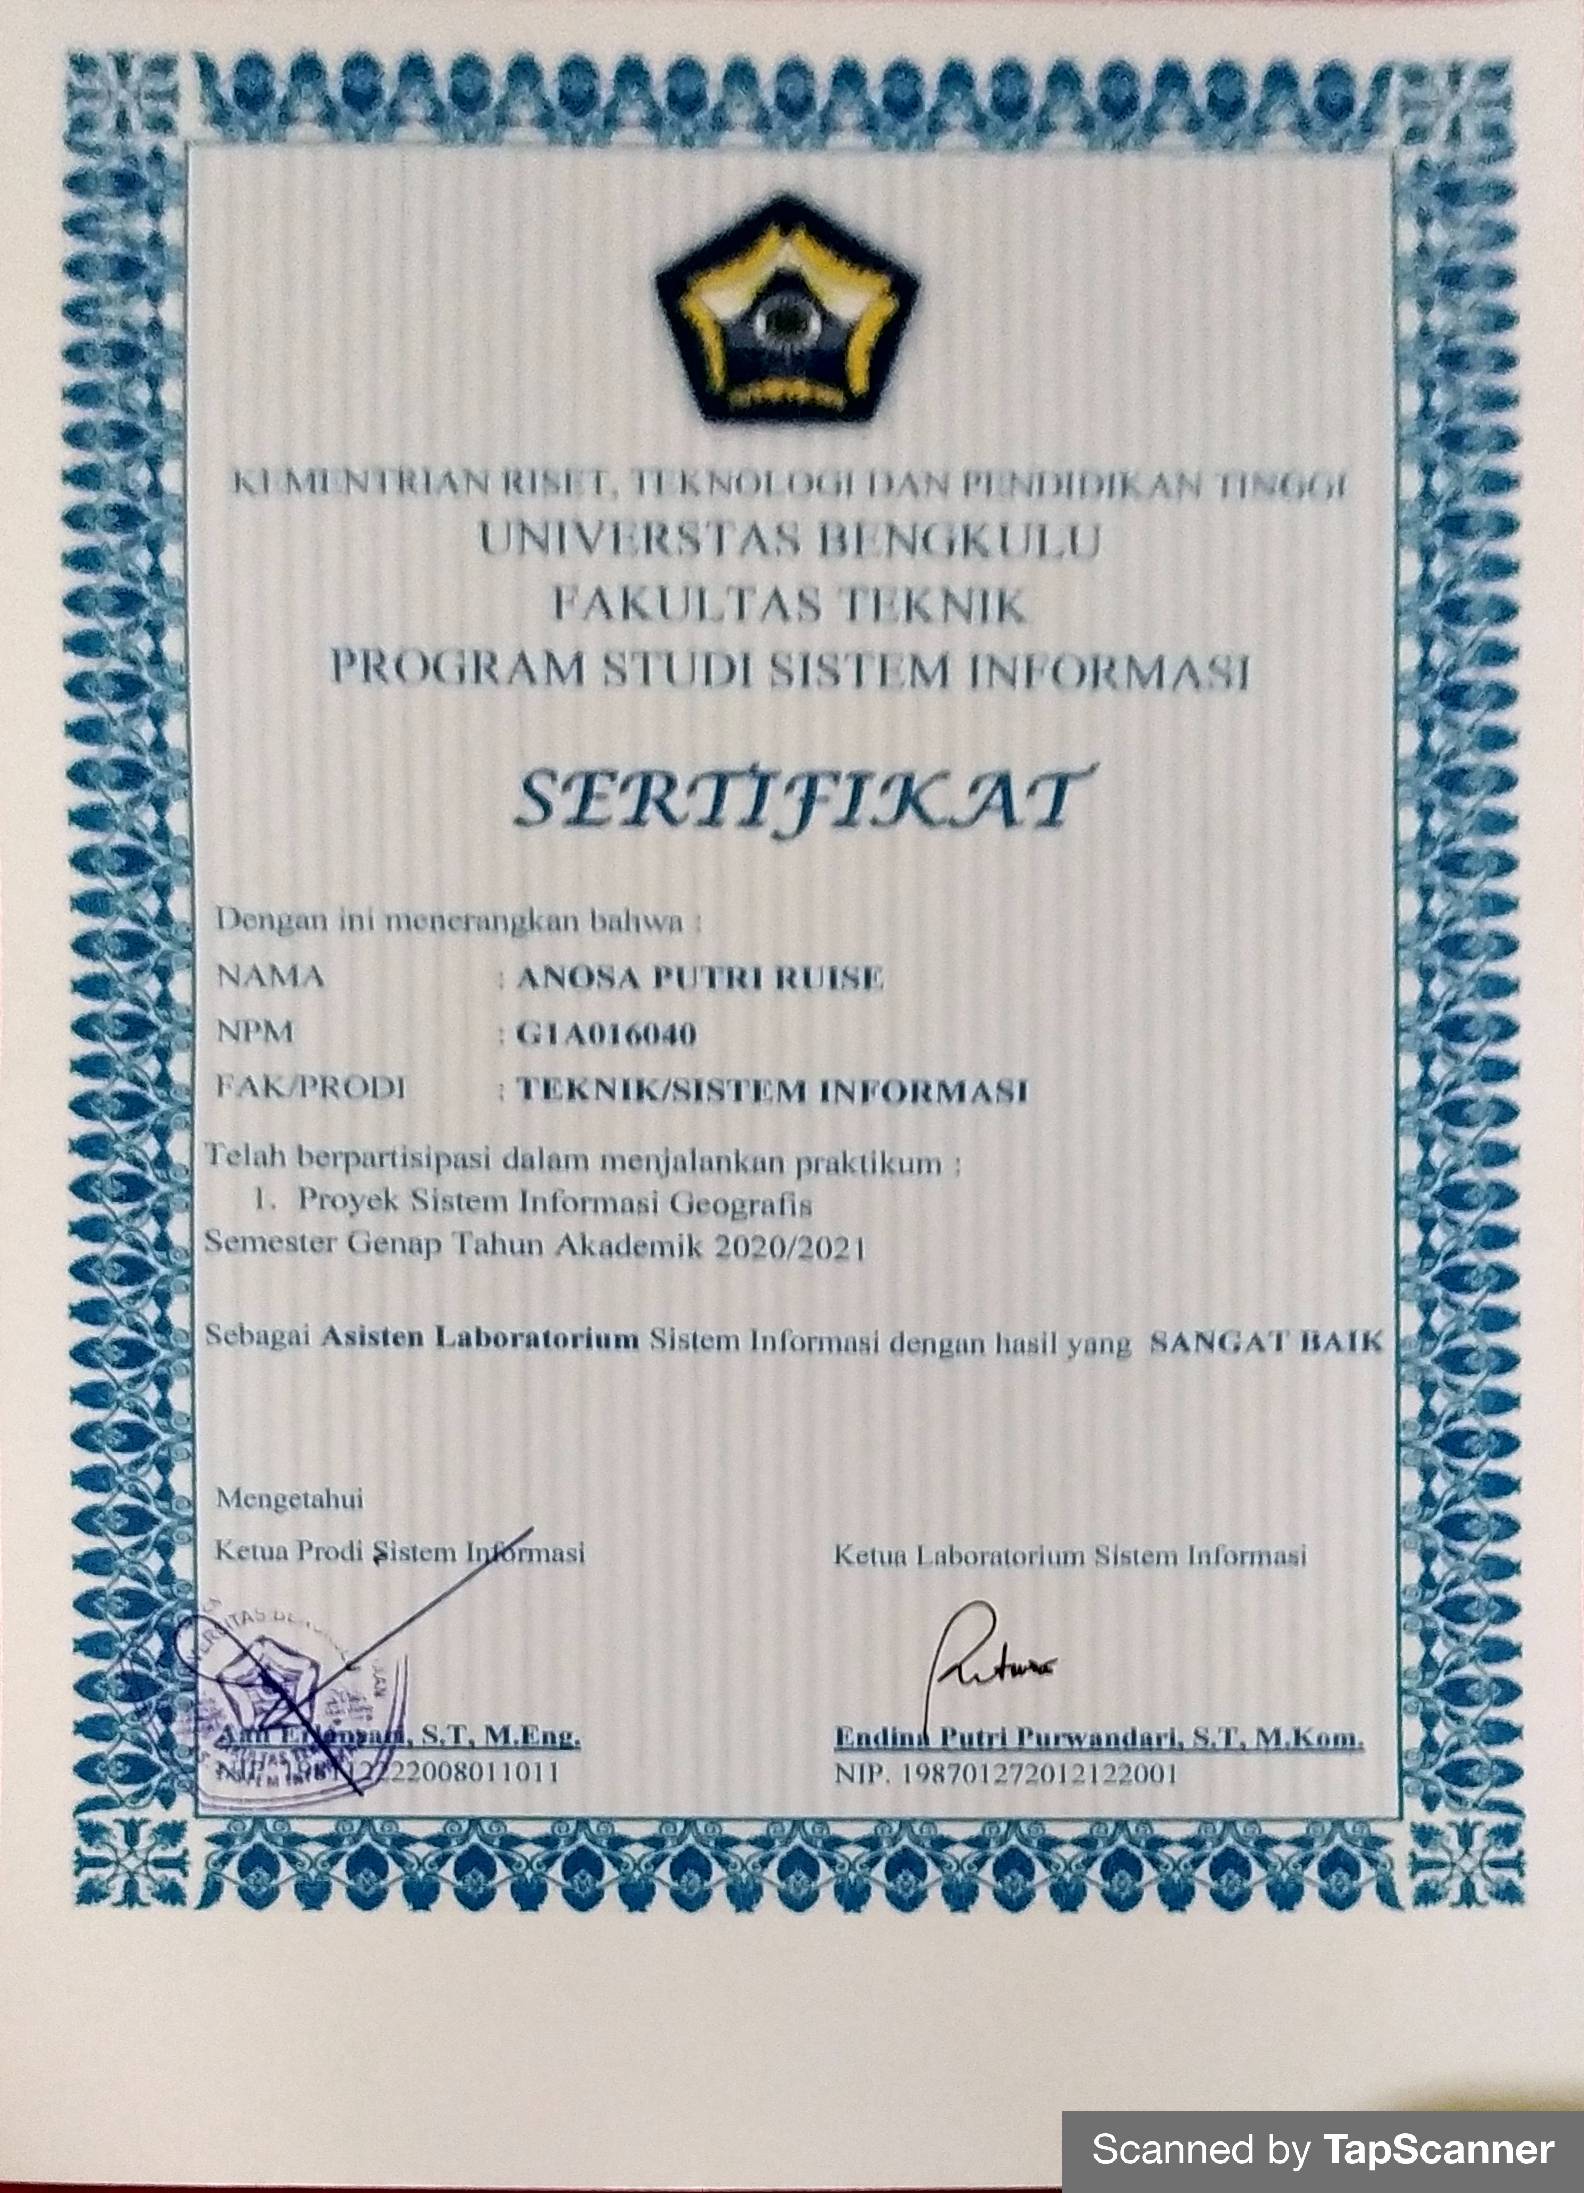 KEMENTRIAN RISET, TEKNOLOGI DAN PENDIDIKAN TINGGI
UNIVERSTAS BENGKULU
FAKULTAS TEKNIK
PROGRAM STUDI SISTEM INFORMASI
SERTIFIKAT
Dengan ini menerangkan bahwa :
NAMA : ANOSA PUTRI RUISE
NPM : G1A016040
FAK/PRODI : TEKNIK/SISTEM INFORMASI
Telah berpartisipasi dalam menjalankan praktikum :
1. Proyek Sistem Informasi Geografis
Semester Genap Tahun Akademik 2020/2021
Sebagai Asisten Laboratorium Sistem Informasi dengan hasil yang SANGAT BAIK
Mengetahui
Ketua Prodi Sistem Informasi
Ketua Laboratorium Sistem Informasi
S.T, M.Eng.
Endina Putri Purwandari, S.T, M.Kom.
NIP.
NIP. 198701272012122001
Scanned by TapScanner